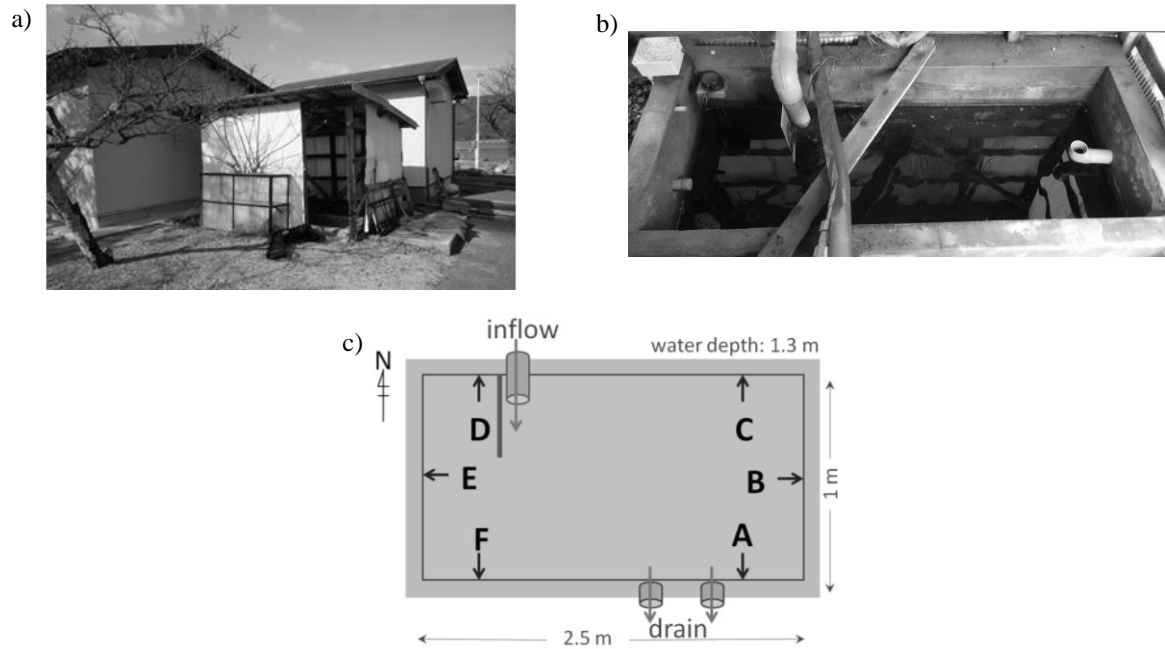 a)
b)
c)
inflow
water depth: 1.3 m
N
D
C
E
B
1 m
F
A
drain
2.5 m